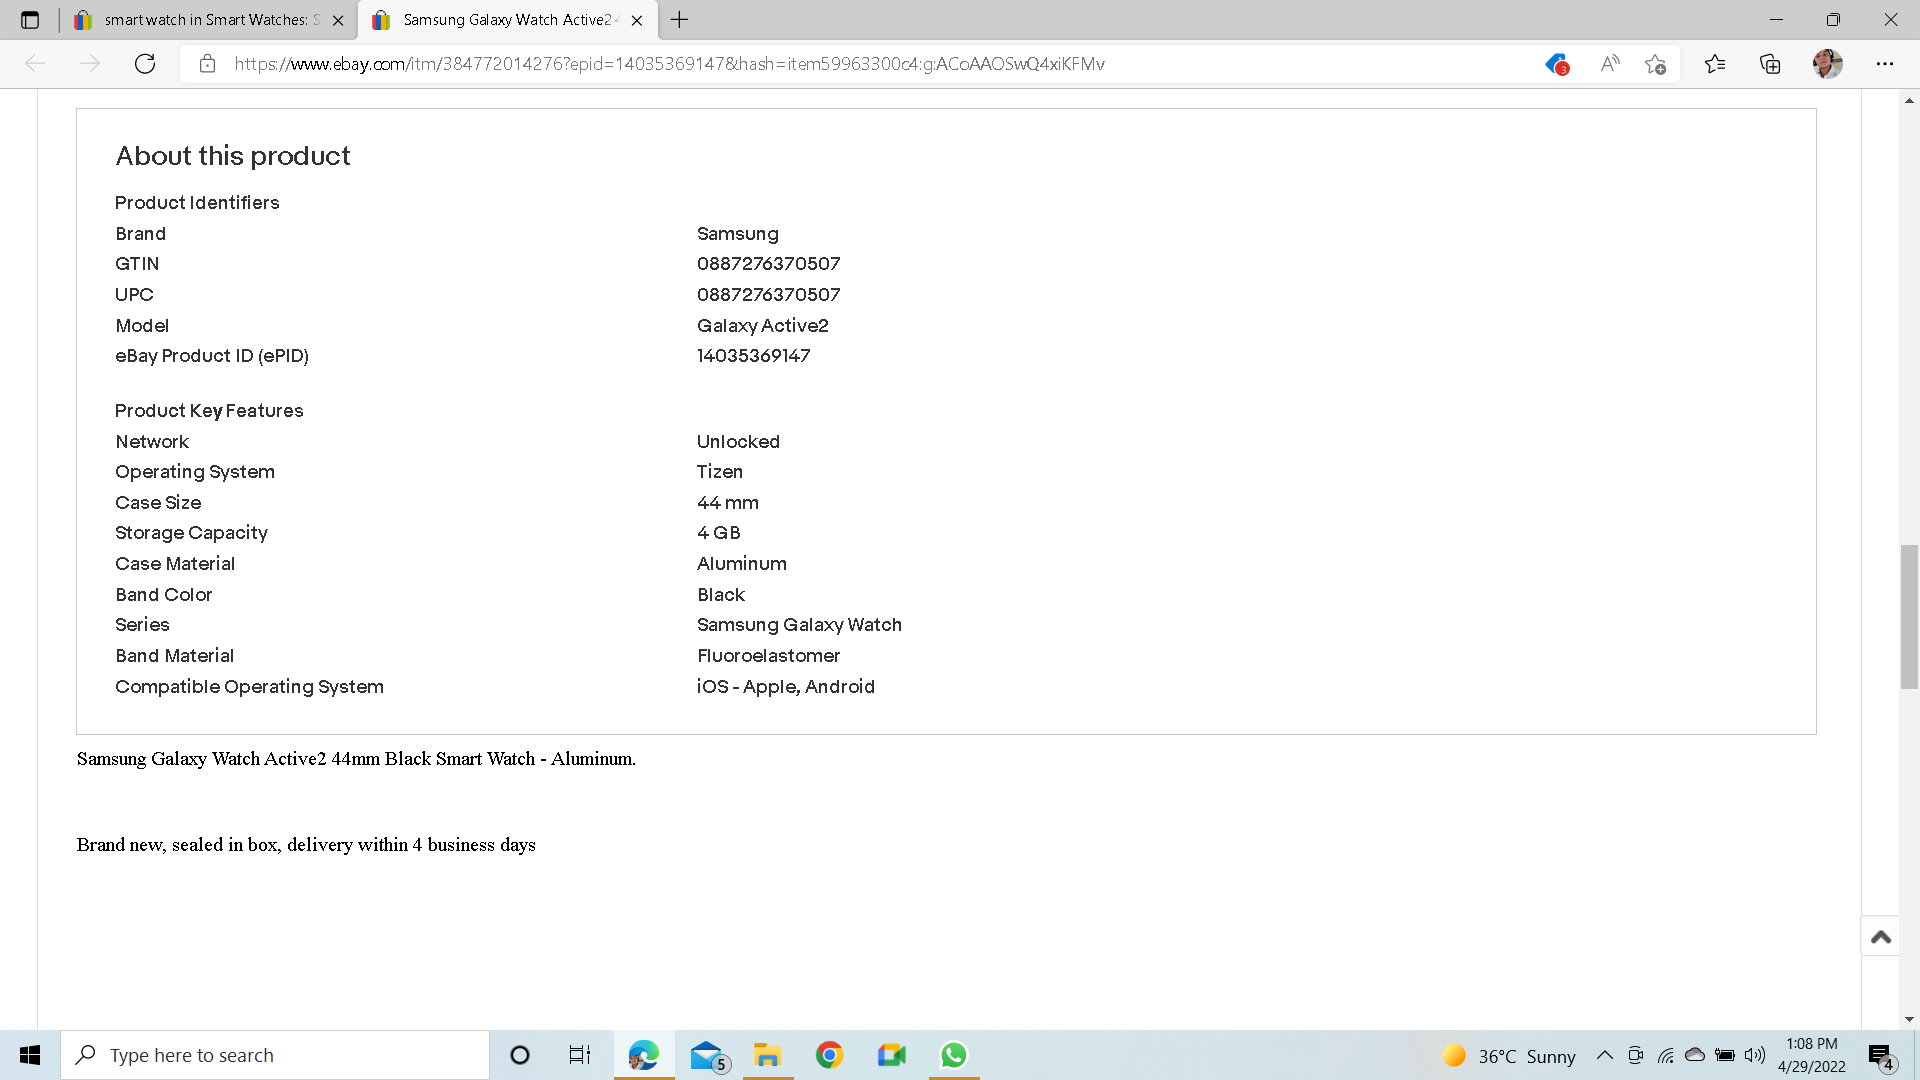 smart watch in Smart Watches: S
Samsung Galaxy Watch Active2 4
https://www.ebay.com/itm/384772014276?epid=14035369147&hash=item59963300c4:g:ACoAAOSwQ4xiKFMv
3
About this product
Product Identifiers
Brand Samsung
GTIN 0887276370507
UPC 0887276370507
Model Galaxy Active2
eBay Product ID (ePID) 14035369147
Product Key Features
Network Unlocked
Operating System Tizen
Case Size 44 mm
Storage Capacity 4 GB
Case Material Aluminum
Band Color Black
Series Samsung Galaxy Watch
Band Material Fluoroelastomer
Compatible Operating System iOS - Apple, Android
Samsung Galaxy Watch Active2 44mm Black Smart Watch - Aluminum.
Brand new, sealed in box, delivery within 4 business days
Type here to search
5
36°C Sunny
1:08 PM
4/29/2022
4